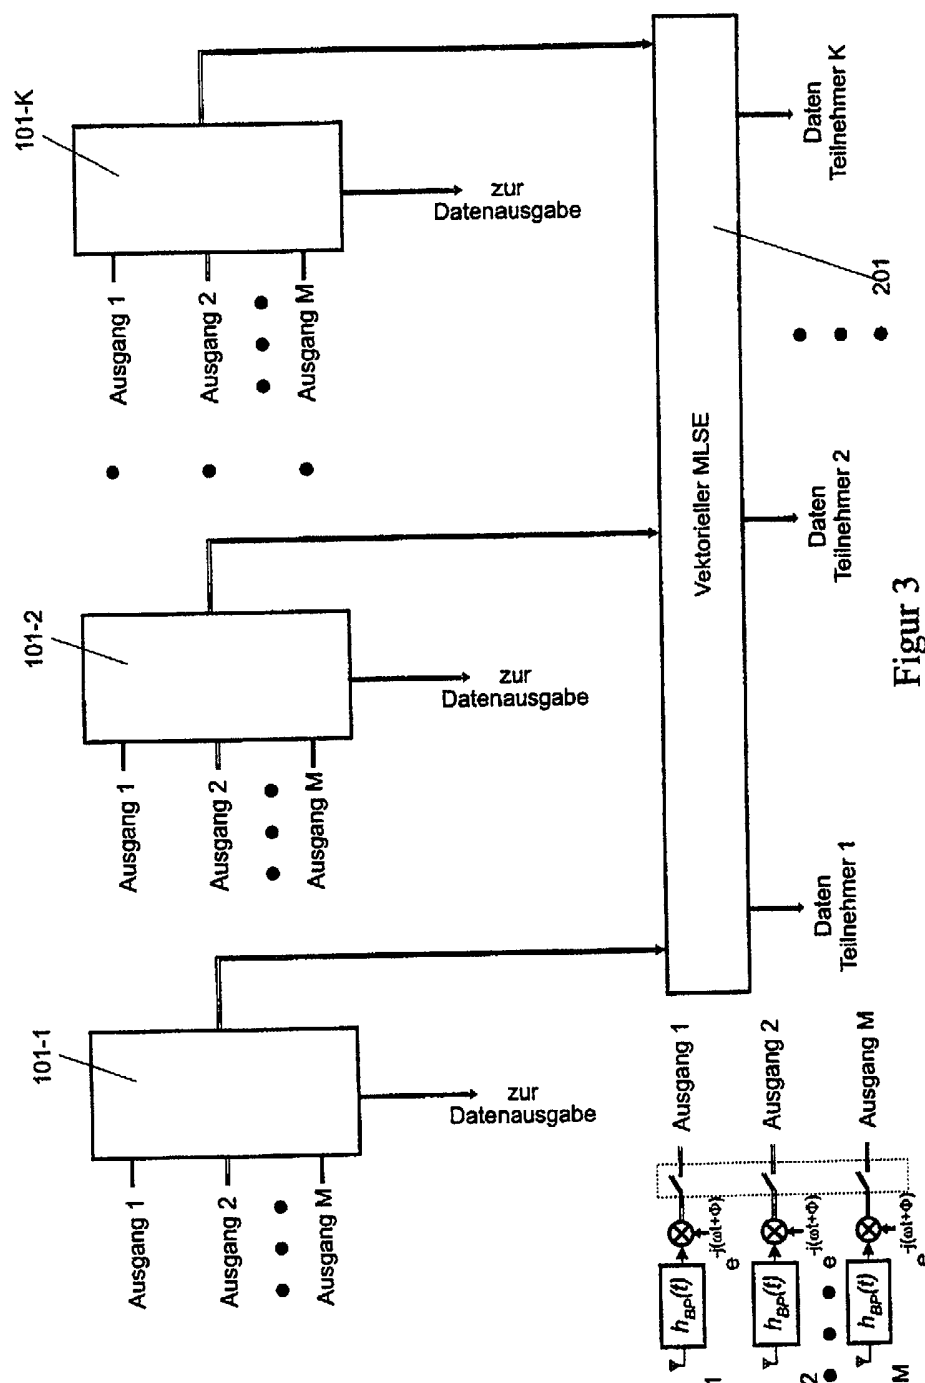 101-1
Ausgang 1
Ausgang 2
Ausgang M
zur
Datenausgabe
101-2
Ausgang 1
Ausgang 2
Ausgang M
zur
Datenausgabe
101-K
Ausgang 1
Ausgang 2
Ausgang M
zur
Datenausgabe
1
h_BP(t)
e^-j(ωt+Φ)
Ausgang 1
2
h_BP(t)
e^-j(ωt+Φ)
Ausgang 2
M
h_BP(t)
e^-j(ωt+Φ)
Ausgang M
Vektorieller MLSE
Daten
Teilnehmer 1
Daten
Teilnehmer 2
201
Daten
Teilnehmer K
Figur 3